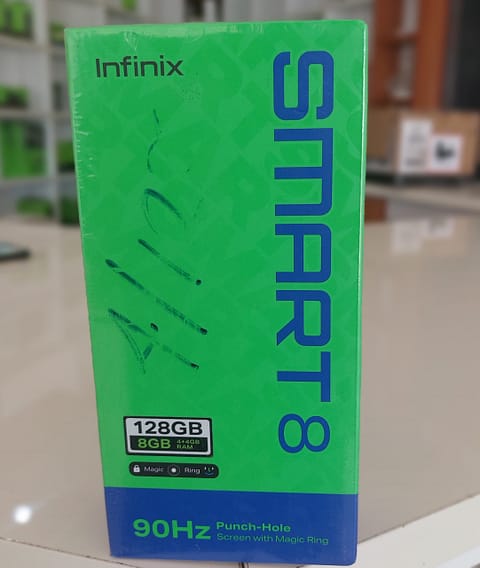 Infinix
SMART 8
128GB
8GB 4+4GB RAM
Magic Ring
90Hz Punch-Hole
Screen with Magic Ring